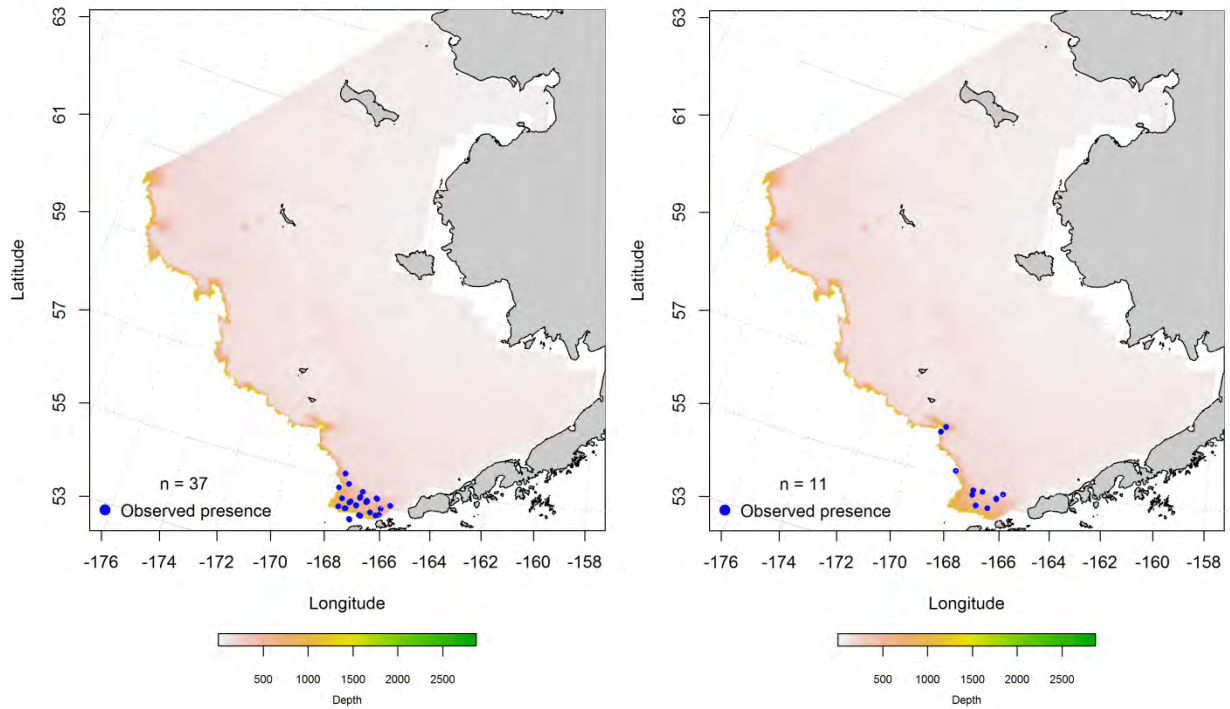 63
61
59
57
55
53
Latitude
n = 37
Observed presence
-176 -174 -172 -170 -168 -166 -164 -162 -160 -158
Longitude
500 1000 1500 2000 2500
Depth
63
61
59
57
55
53
Latitude
n = 11
Observed presence
-176 -174 -172 -170 -168 -166 -164 -162 -160 -158
Longitude
500 1000 1500 2000 2500
Depth